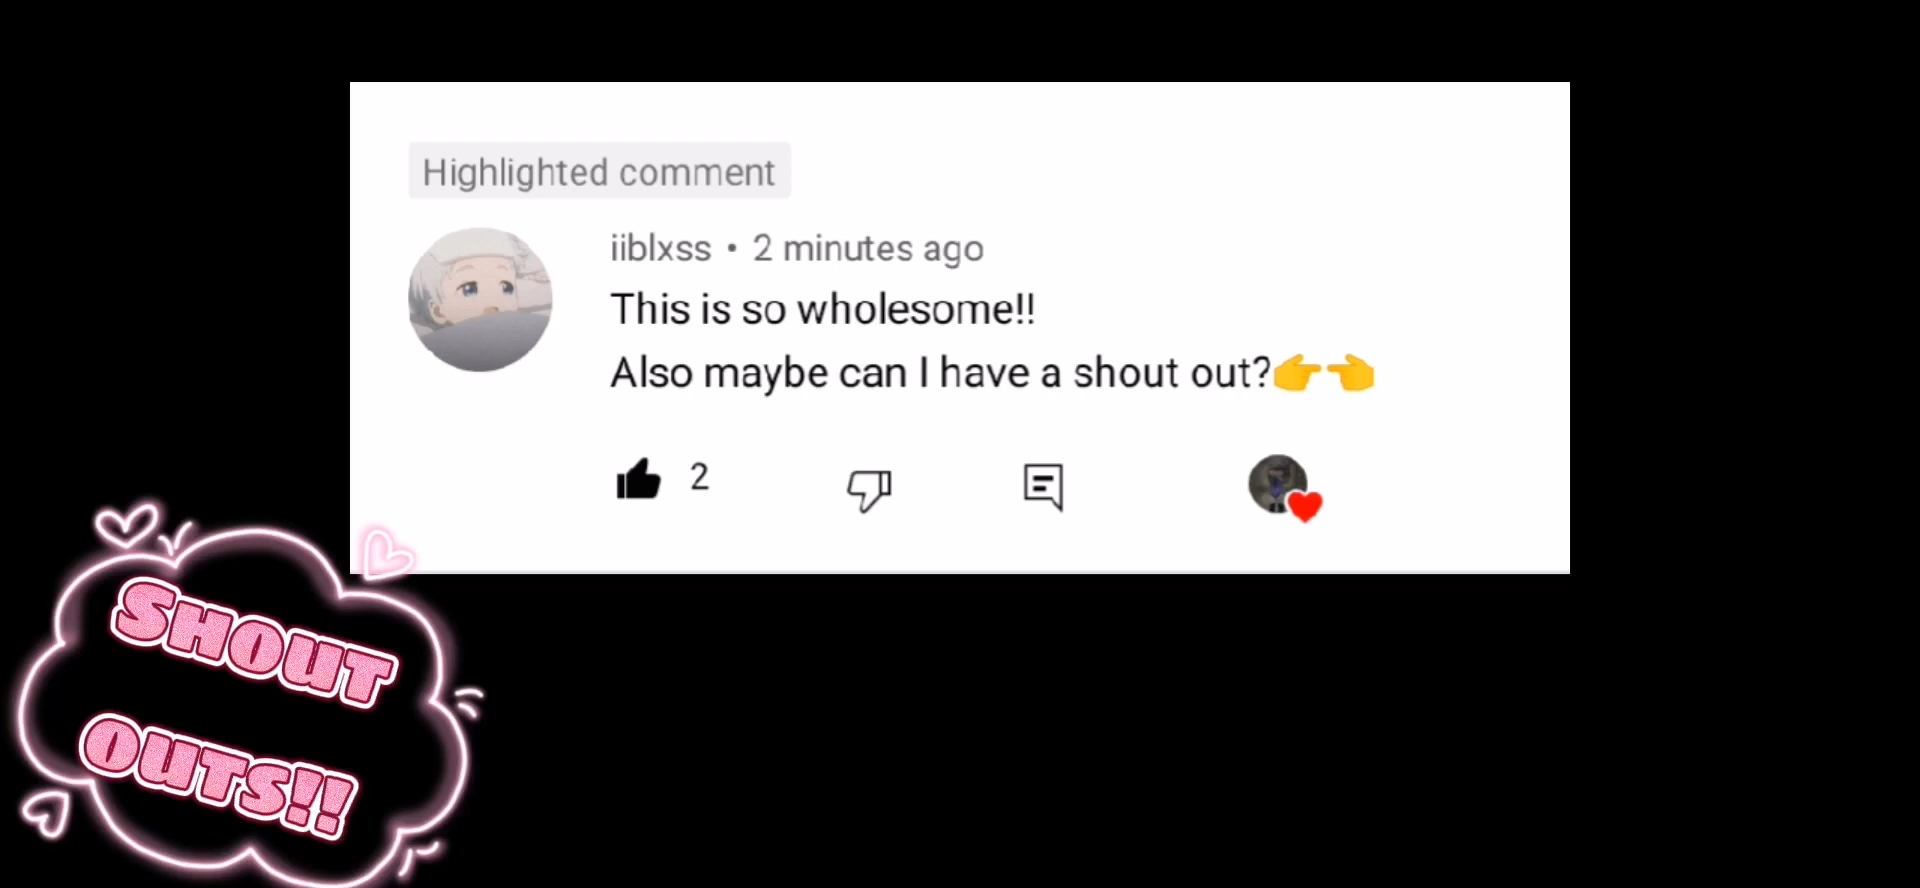 Highlighted comment
iiblxss • 2 minutes ago
This is so wholesome!!
Also maybe can I have a shout out?👉👈
2
SHOUT
OUTS!!